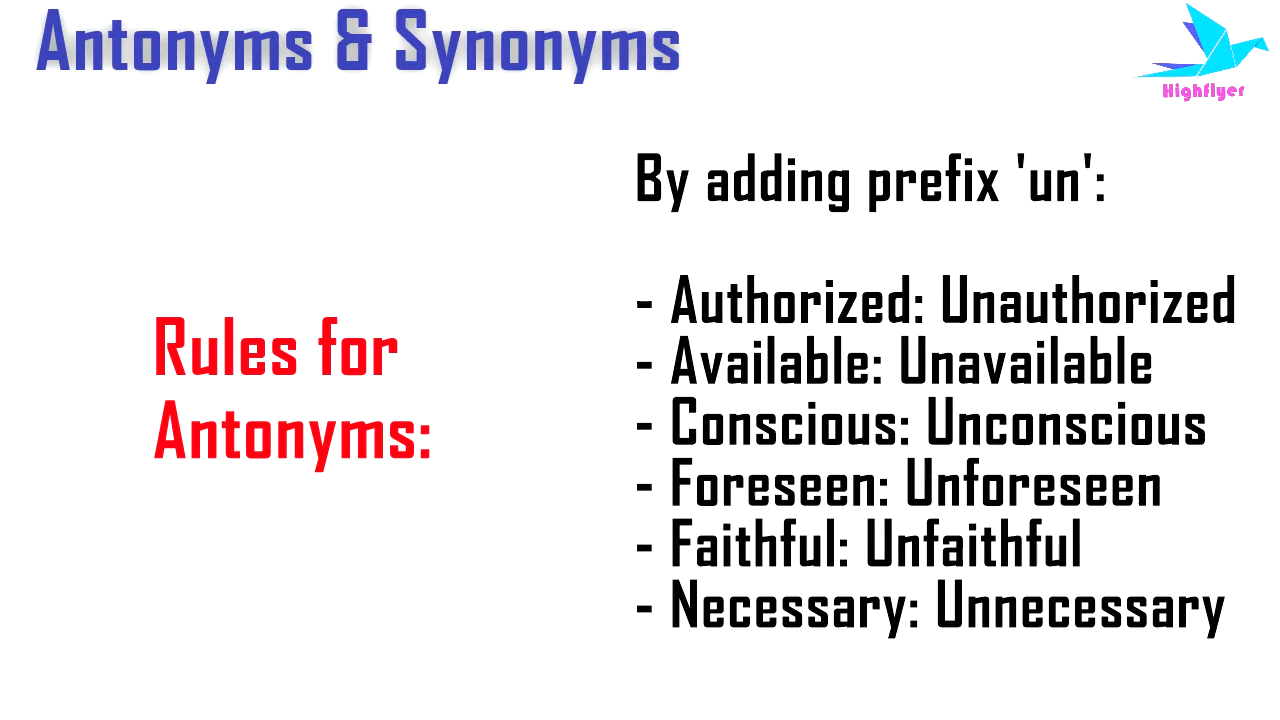 Antonyms & Synonyms
Highflyer
Rules for
Antonyms:
By adding prefix 'un':
- Authorized: Unauthorized
- Available: Unavailable
- Conscious: Unconscious
- Foreseen: Unforeseen
- Faithful: Unfaithful
- Necessary: Unnecessary